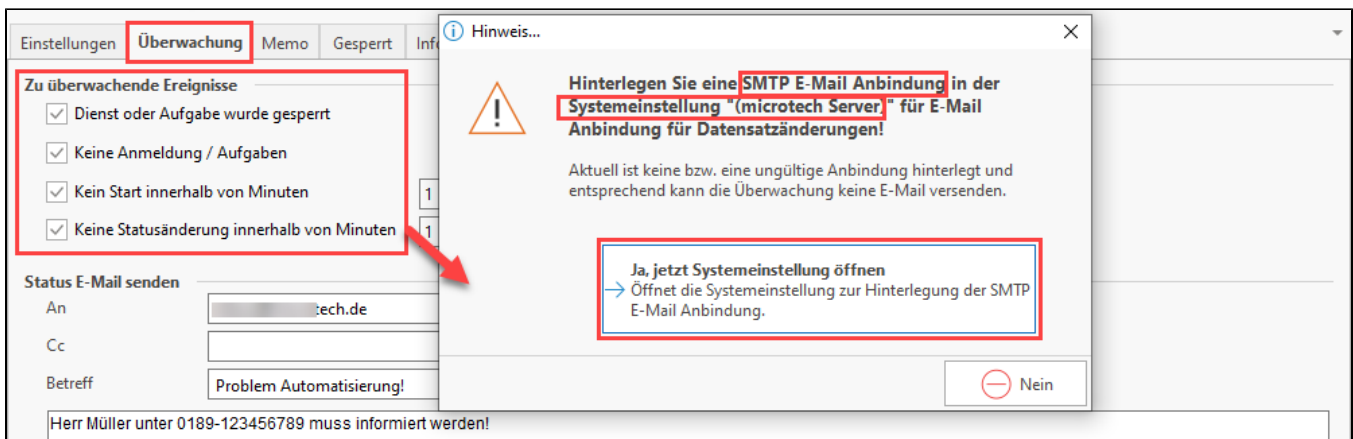 Einstellungen Überwachung Memo Gesperrt Inf
Hinweis...
Zu überwachende Ereignisse
Dienst oder Aufgabe wurde gesperrt
Keine Anmeldung / Aufgaben
Kein Start innerhalb von Minuten 1
Keine Statusänderung innerhalb von Minuten 1
Hinterlegen Sie eine SMTP E-Mail Anbindung in der
Systemeinstellung "(microtech Server)" für E-Mail
Anbindung für Datensatzänderungen!
Aktuell ist keine bzw. eine ungültige Anbindung hinterlegt und
entsprechend kann die Überwachung keine E-Mail versenden.
Ja, jetzt Systemeinstellung öffnen
Öffnet die Systemeinstellung zur Hinterlegung der SMTP
E-Mail Anbindung.
Nein
Status E-Mail senden
An tech.de
Cc
Betreff Problem Automatisierung!
Herr Müller unter 0189-123456789 muss informiert werden!